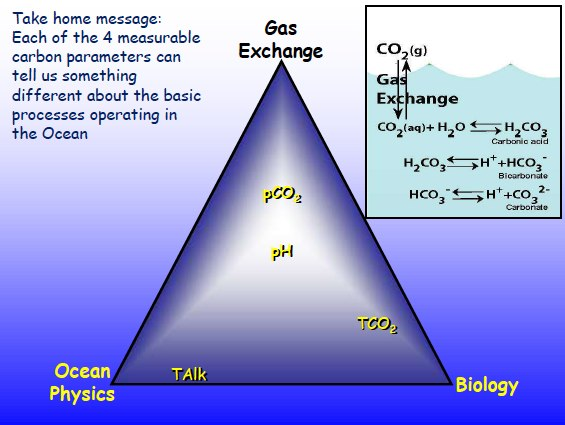 Take home message:
Each of the 4 measurable
carbon parameters can
tell us something
different about the basic
processes operating in
the Ocean
Gas
Exchange
pCO₂
pH
TCO₂
TAlk
Ocean
Physics
Biology
CO₂(g)
Gas
Exchange
CO₂(aq)+ H₂O ⇌ H₂CO₃
Carbonic acid
H₂CO₃ ⇌ H⁺+HCO₃⁻
Bicarbonate
HCO₃⁻ ⇌ H⁺+CO₃²⁻
Carbonate